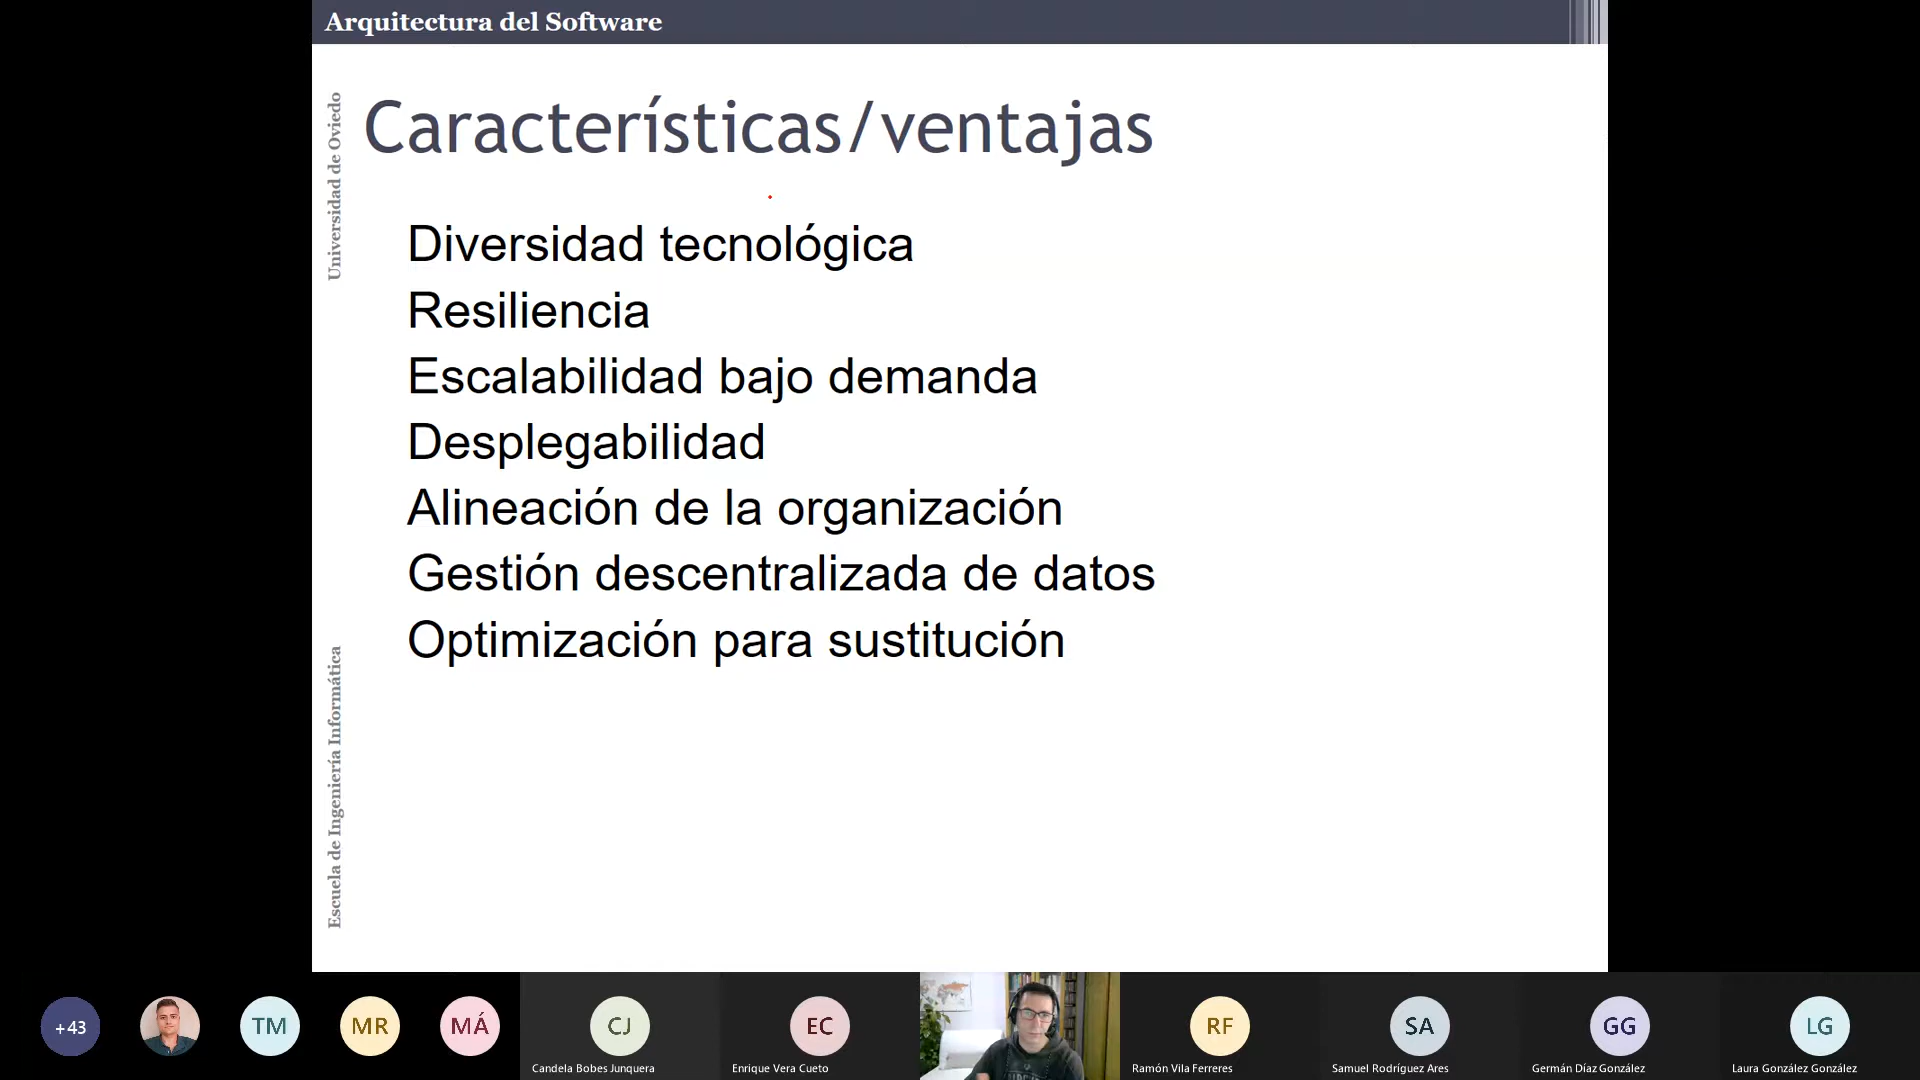 Arquitectura del Software
Universidad de Oviedo
Escuela de Ingeniería Informática
Características/ventajas
Diversidad tecnológica
Resiliencia
Escalabilidad bajo demanda
Desplegabilidad
Alineación de la organización
Gestión descentralizada de datos
Optimización para sustitución
+43
TM
MR
MÁ
CJ
Candela Bobes Junquera
EC
Enrique Vera Cueto
RF
Ramón Vila Ferreres
SA
Samuel Rodríguez Ares
GG
Germán Díaz González
LG
Laura González González